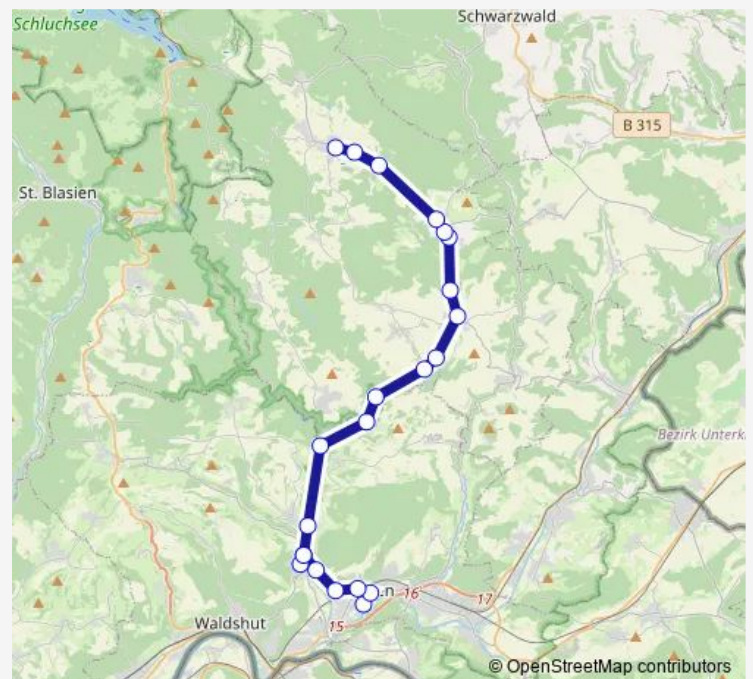 Schluchsee
Schwarzwald
B 315
St. Blasien
Bezirk Unterk
n
16
17
15
Waldshut
© OpenStreetMap contributors